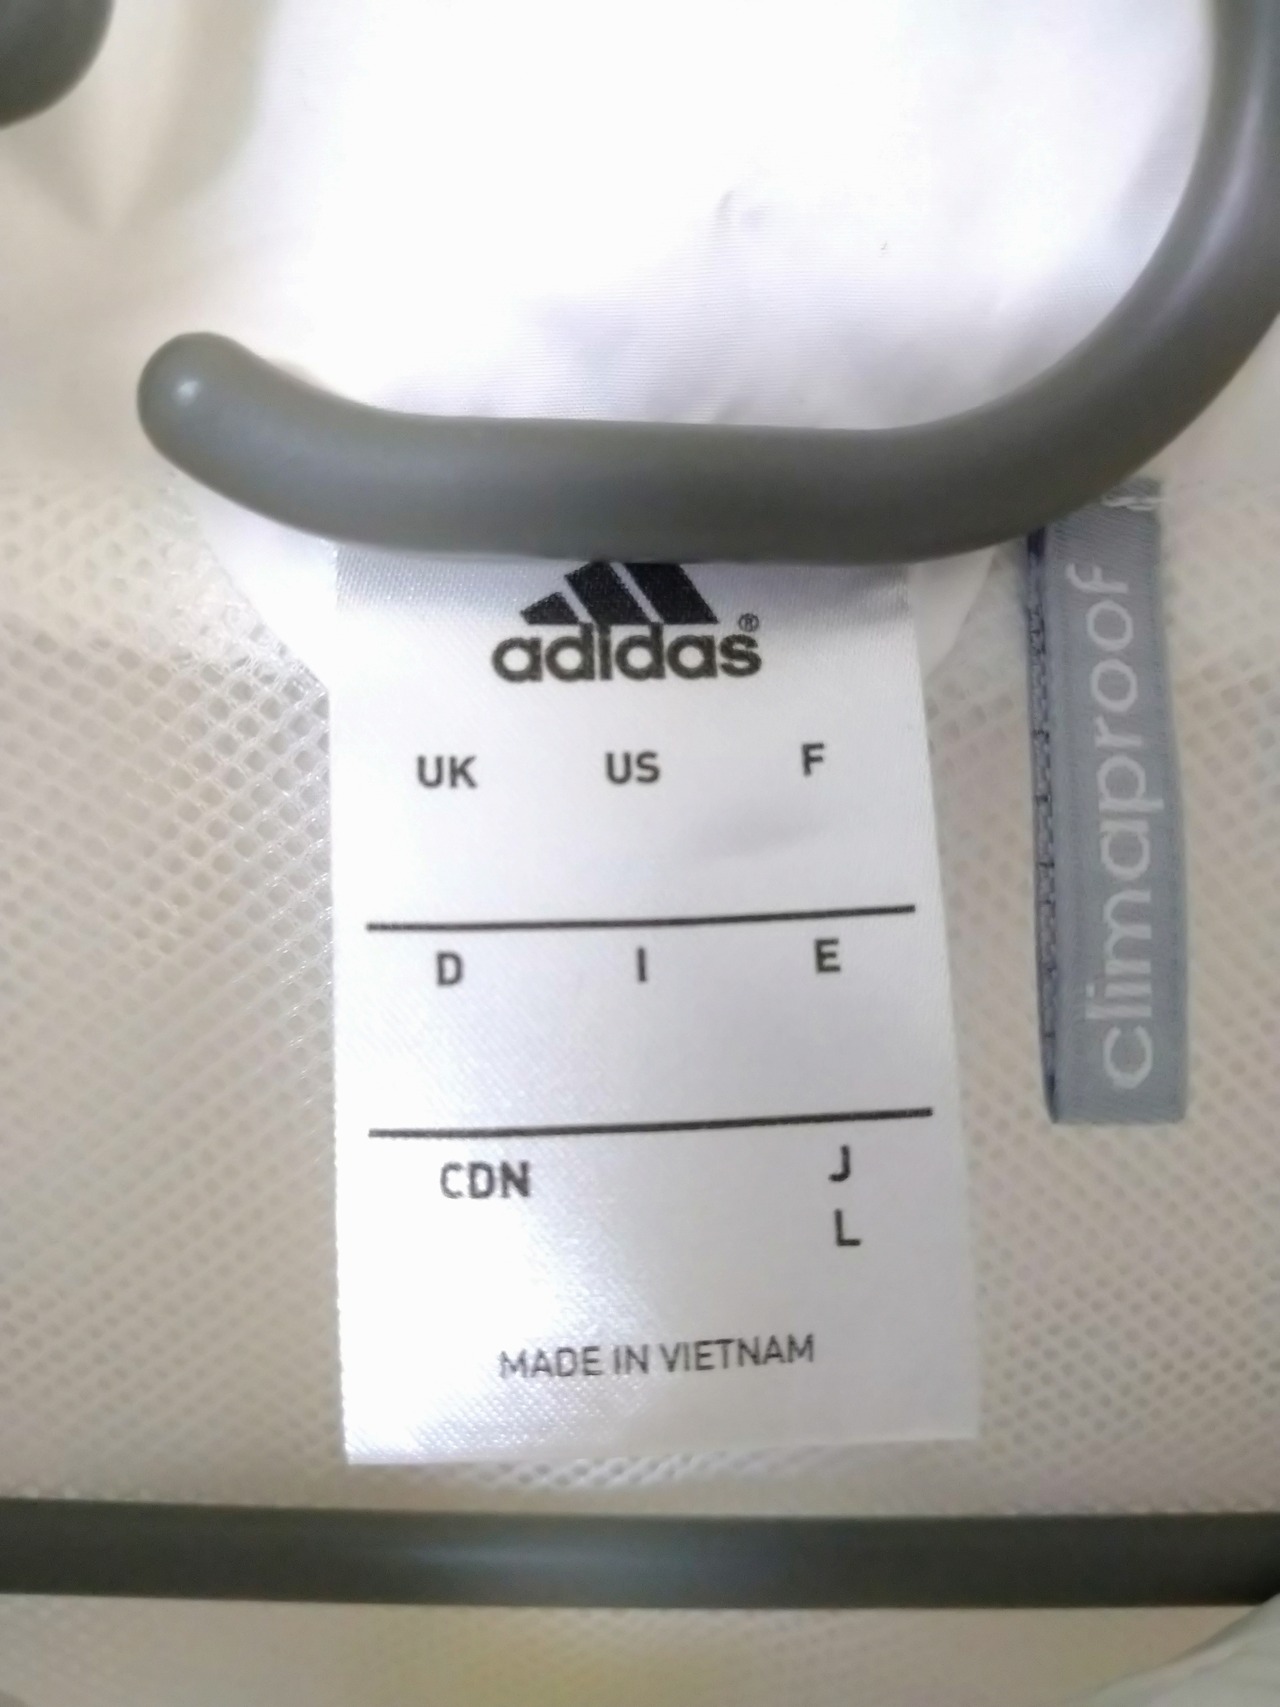 adidas®
UK US F
D I E
CDN J
L
MADE IN VIETNAM
climaproof